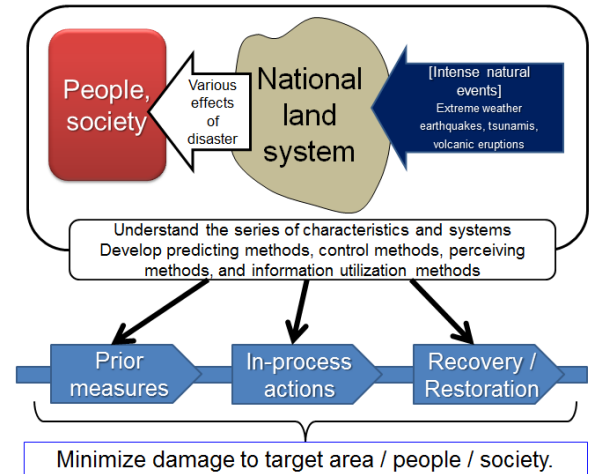 People,
society
Various
effects
of
disaster
National
land
system
[Intense natural
events]
Extreme weather
earthquakes, tsunamis,
volcanic eruptions
Understand the series of characteristics and systems
Develop predicting methods, control methods, perceiving
methods, and information utilization methods
Prior
measures
In-process
actions
Recovery /
Restoration
Minimize damage to target area / people / society.